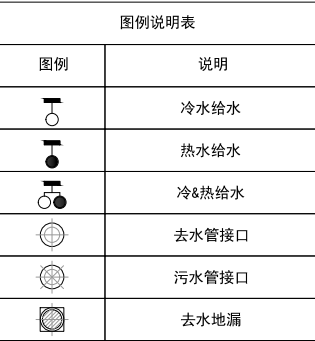 图例说明表
图例 说明
冷水给水
热水给水
冷&热给水
去水管接口
污水管接口
去水地漏